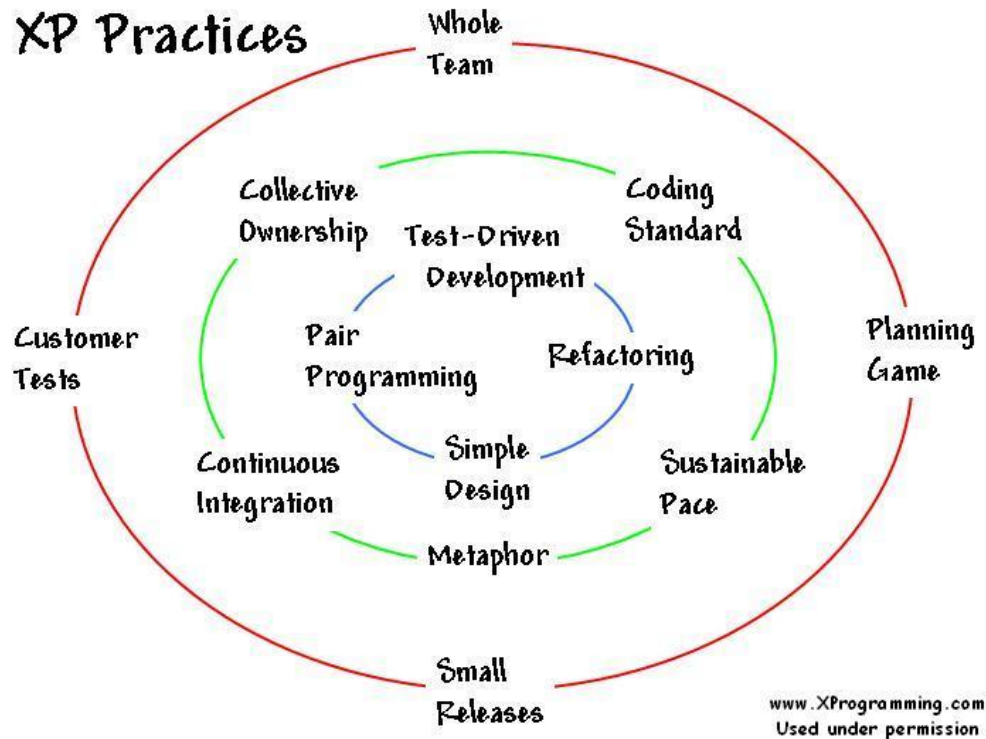 XP Practices
Whole
Team
Collective
Ownership
Coding
Standard
Test-Driven
Development
Customer
Tests
Pair
Programming
Refactoring
Planning
Game
Continuous
Integration
Simple
Design
Sustainable
Pace
Metaphor
Small
Releases
www.XProgramming.com
Used under permission